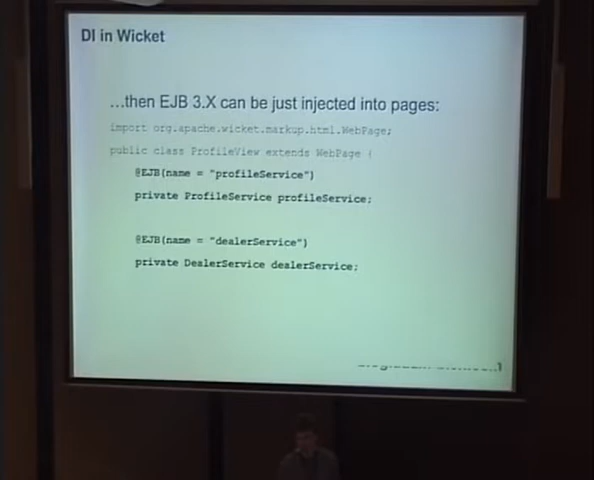 DI in Wicket
...then EJB 3.X can be just injected into pages:
import org.apache.wicket.markup.html.WebPage;
public class ProfileView extends WebPage {
@EJB(name = "profileService")
private ProfileService profileService;
@EJB(name = "dealerService")
private DealerService dealerService;